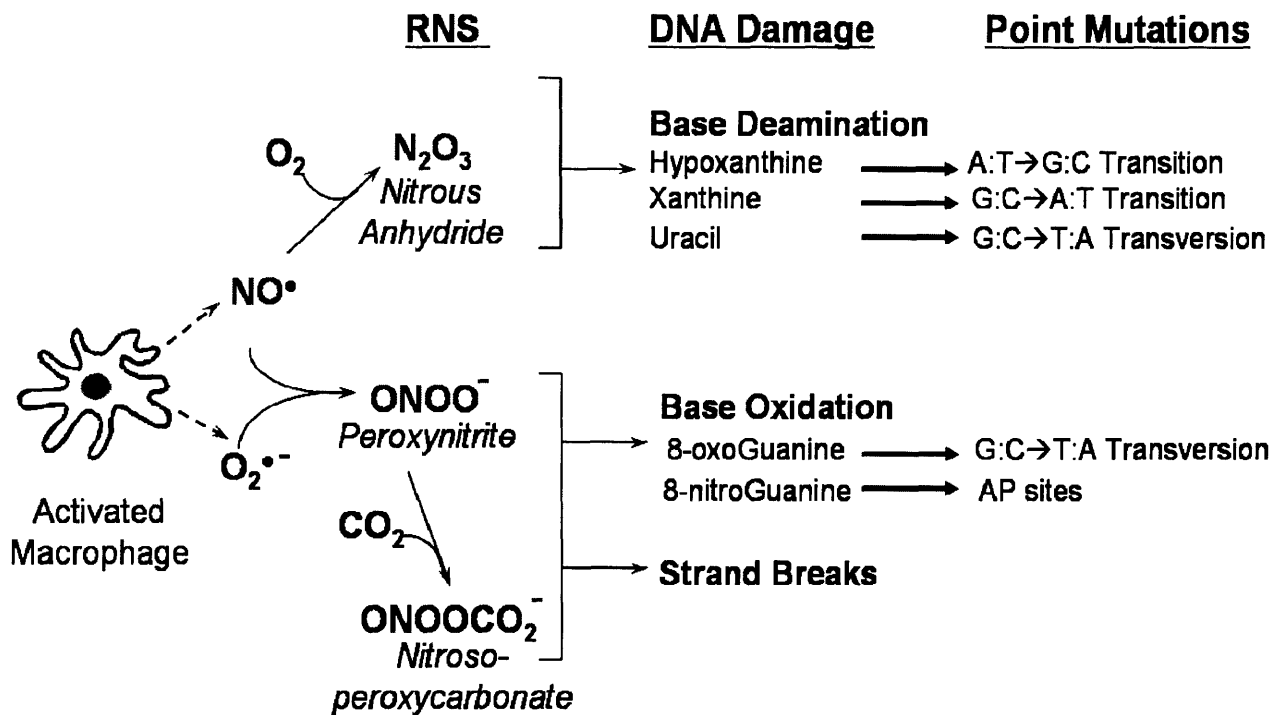 RNS DNA Damage Point Mutations
Base Deamination
O₂ N₂O₃ Hypoxanthine A:T→G:C Transition
Nitrous Xanthine G:C→A:T Transition
Anhydride Uracil G:C→T:A Transversion
NO•
ONOO⁻ Base Oxidation
Peroxynitrite 8-oxoGuanine G:C→T:A Transversion
O₂•⁻ 8-nitroGuanine AP sites
Activated
Macrophage
CO₂
Strand Breaks
ONOOCO₂⁻
Nitroso-
peroxycarbonate